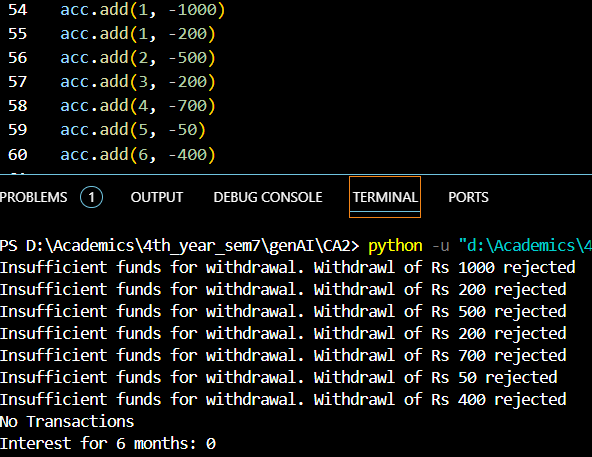 54 acc.add(1, -1000)
55 acc.add(1, -200)
56 acc.add(2, -500)
57 acc.add(3, -200)
58 acc.add(4, -700)
59 acc.add(5, -50)
60 acc.add(6, -400)
PROBLEMS 1 OUTPUT DEBUG CONSOLE TERMINAL PORTS
PS D:\Academics\4th_year_sem7\genAI\CA2> python -u "d:\Academics\4
Insufficient funds for withdrawal. Withdrawl of Rs 1000 rejected
Insufficient funds for withdrawal. Withdrawl of Rs 200 rejected
Insufficient funds for withdrawal. Withdrawl of Rs 500 rejected
Insufficient funds for withdrawal. Withdrawl of Rs 200 rejected
Insufficient funds for withdrawal. Withdrawl of Rs 700 rejected
Insufficient funds for withdrawal. Withdrawl of Rs 50 rejected
Insufficient funds for withdrawal. Withdrawl of Rs 400 rejected
No Transactions
Interest for 6 months: 0